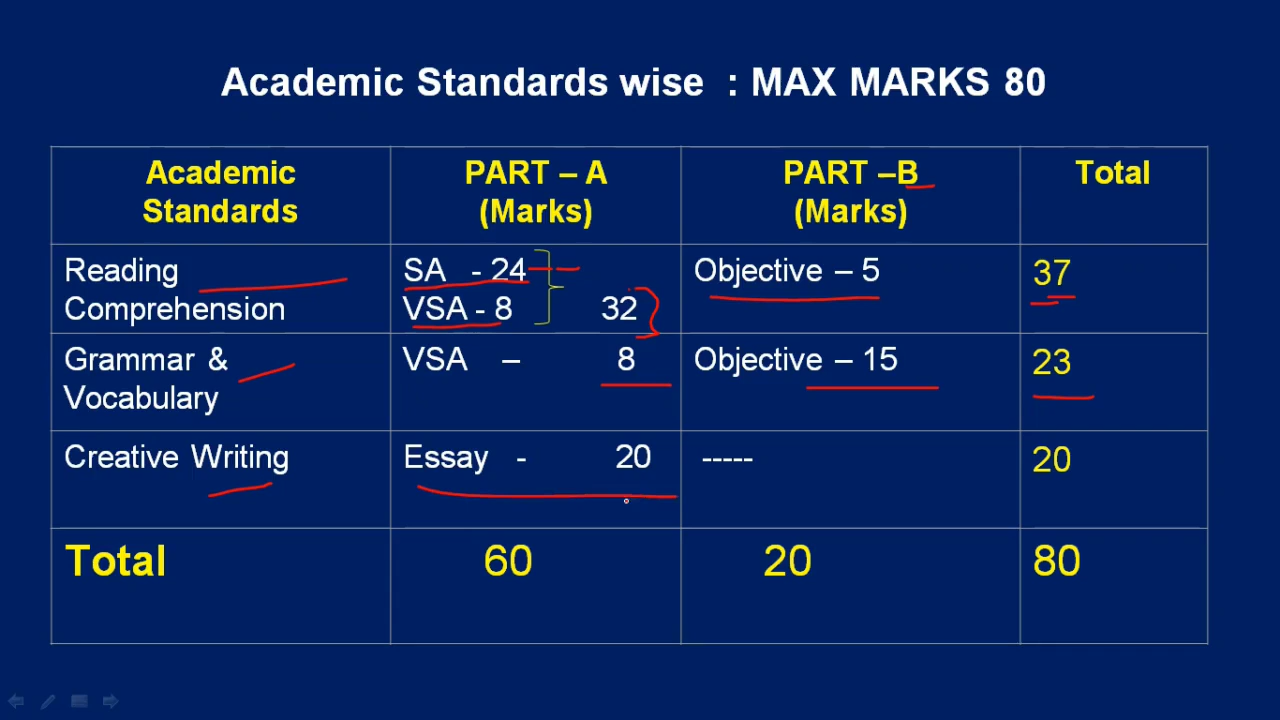 Academic Standards wise : MAX MARKS 80
Academic Standards
PART – A (Marks)
PART –B (Marks)
Total
Reading Comprehension
SA - 24
VSA - 8 32
Objective – 5
37
Grammar & Vocabulary
VSA – 8
Objective – 15
23
Creative Writing
Essay - 20
-----
20
Total
60
20
80